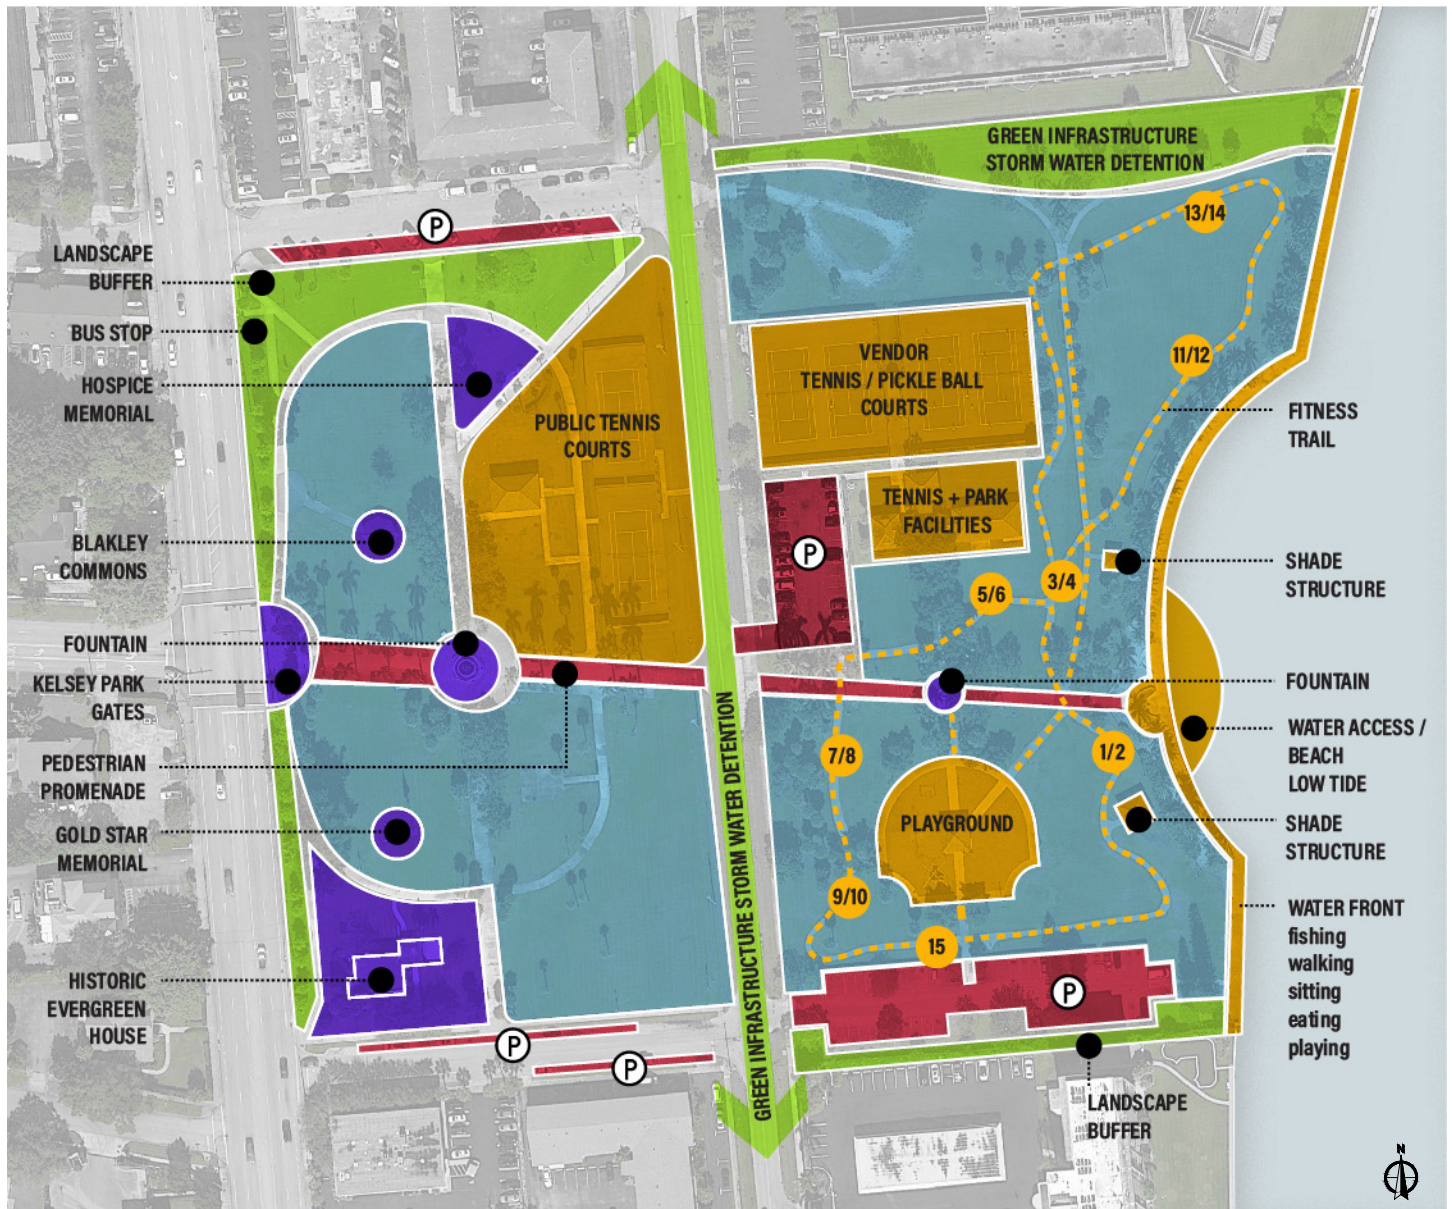 GREEN INFRASTRUCTURE
STORM WATER DETENTION
13/14
P
LANDSCAPE
BUFFER
BUS STOP
HOSPICE
MEMORIAL
VENDOR
TENNIS / PICKLE BALL
COURTS
11/12
FITNESS
TRAIL
PUBLIC TENNIS
COURTS
TENNIS + PARK
FACILITIES
BLAKLEY
COMMONS
P
SHADE
STRUCTURE
3/4
5/6
FOUNTAIN
KELSEY PARK
GATES
FOUNTAIN
WATER ACCESS /
BEACH
LOW TIDE
PEDESTRIAN
PROMENADE
7/8
1/2
GREEN INFRASTRUCTURE STORM WATER DETENTION
PLAYGROUND
GOLD STAR
MEMORIAL
SHADE
STRUCTURE
9/10
15
WATER FRONT
fishing
walking
sitting
eating
playing
HISTORIC
EVERGREEN
HOUSE
P
P
P
LANDSCAPE
BUFFER
N